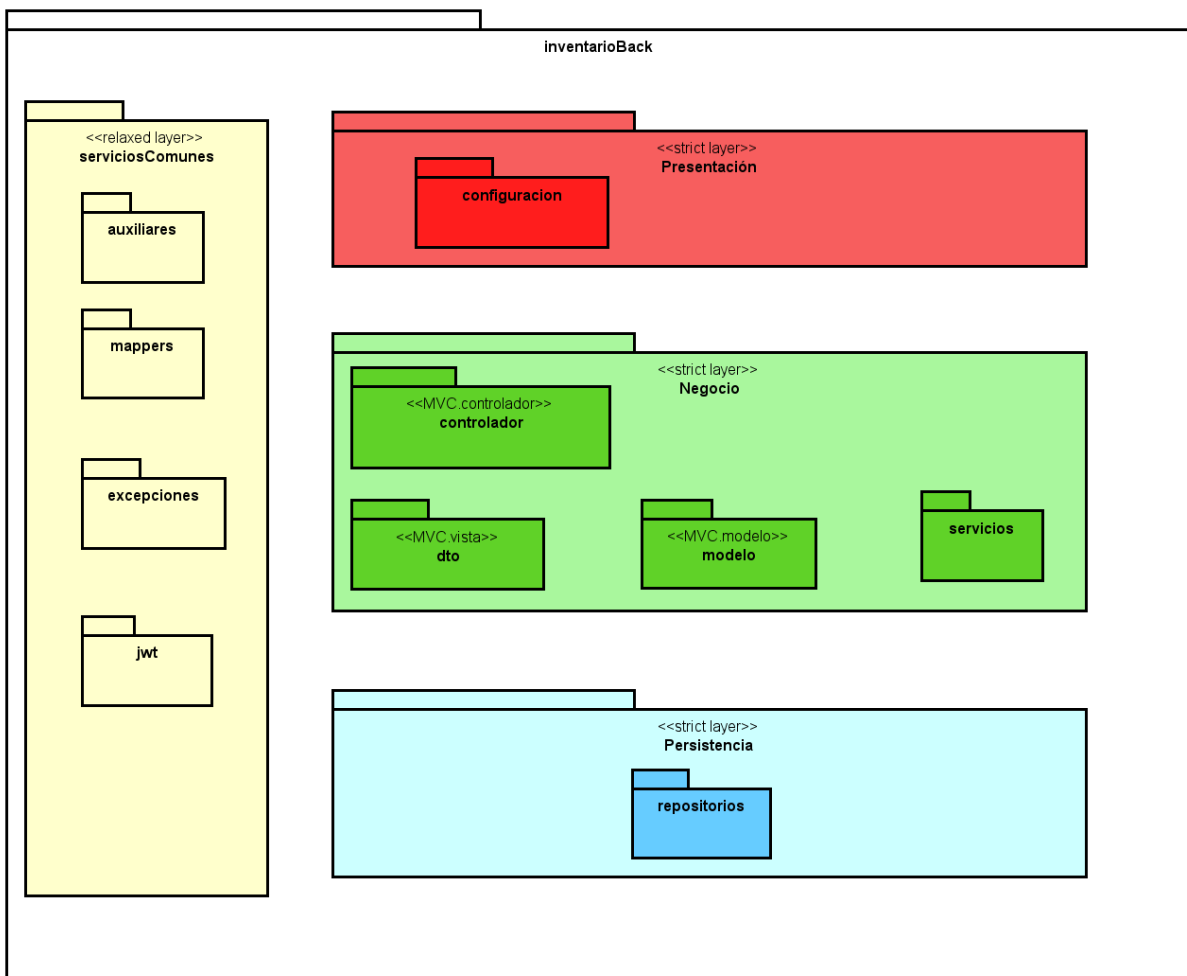 inventarioBack
<<relaxed layer>>
serviciosComunes
auxiliares
mappers
excepciones
jwt
<<strict layer>>
Presentación
configuracion
<<strict layer>>
Negocio
<<MVC.controlador>>
controlador
<<MVC.vista>>
dto
<<MVC.modelo>>
modelo
servicios
<<strict layer>>
Persistencia
repositorios